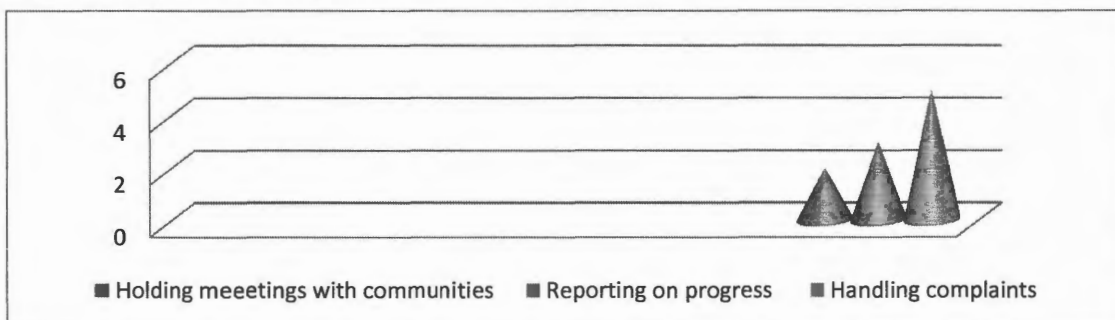 6
4
2
0
■ Holding meeetings with communities ■ Reporting on progress ■ Handling complaints